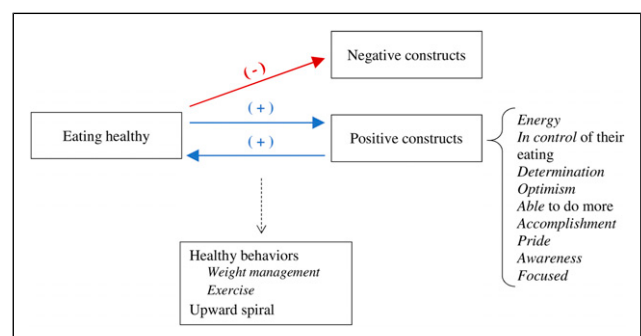 Negative constructs
( - )
( + )
Eating healthy
( + )
Positive constructs
Energy
In control of their
eating
Determination
Optimism
Able to do more
Accomplishment
Pride
Awareness
Focused
Healthy behaviors
Weight management
Exercise
Upward spiral